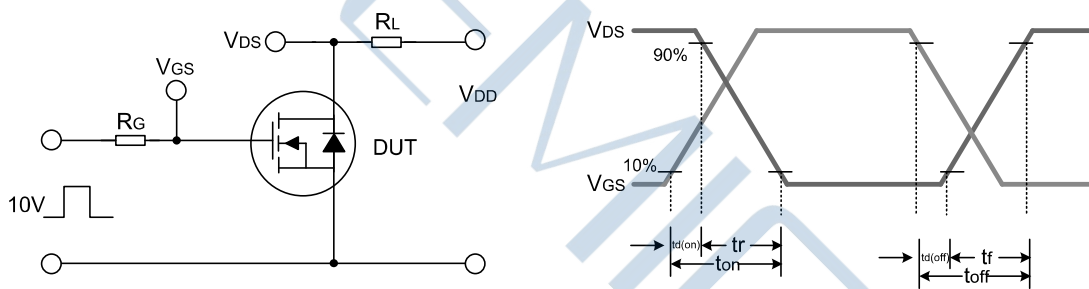 RL
VDS
VGS
VDD
RG
DUT
10V
VDS
90%
10%
VGS
td(on)
tr
ton
td(off)
tf
toff
EMI